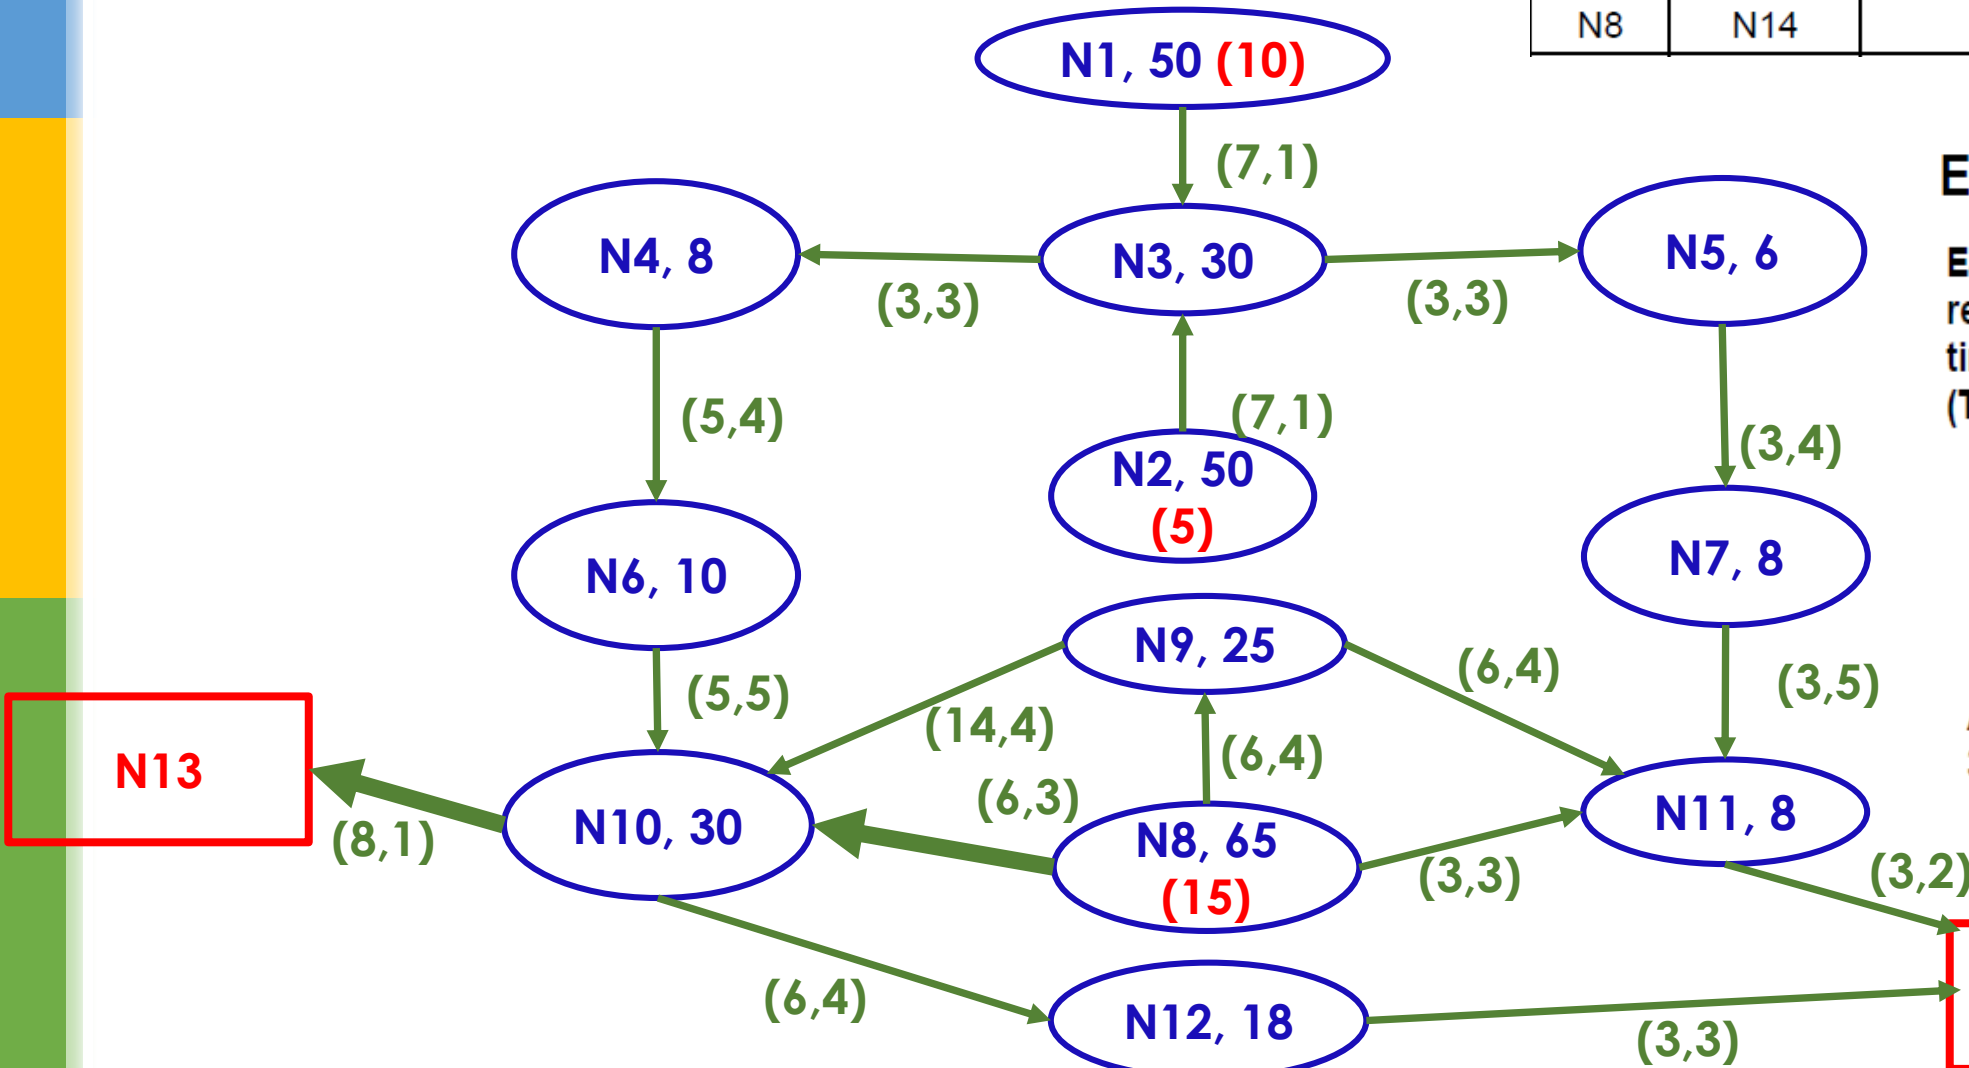 N8 N14
N1, 50 (10)
(7,1)
N4, 8
N3, 30
N5, 6
(3,3)
(3,3)
(5,4)
(7,1)
(3,4)
N2, 50
(5)
N6, 10
N7, 8
N9, 25
(6,4)
(5,5)
(14,4)
(6,4)
(3,5)
N13
(8,1)
N10, 30
(6,3)
N8, 65
(15)
(3,3)
N11, 8
(3,2)
(6,4)
N12, 18
(3,3)